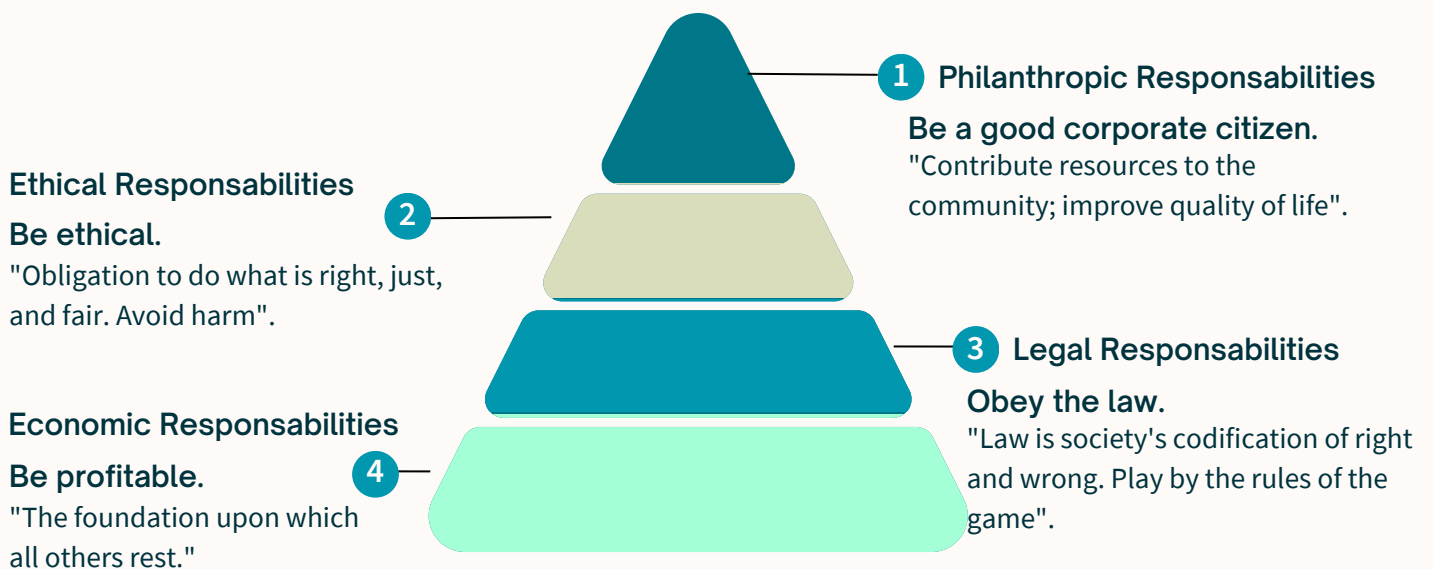 1 Philanthropic Responsabilities
Be a good corporate citizen.
"Contribute resources to the
community; improve quality of life".
Ethical Responsabilities
2
Be ethical.
"Obligation to do what is right, just,
and fair. Avoid harm".
3 Legal Responsabilities
Obey the law.
"Law is society's codification of right
and wrong. Play by the rules of the
game".
Economic Responsabilities
Be profitable.
4
"The foundation upon which
all others rest."